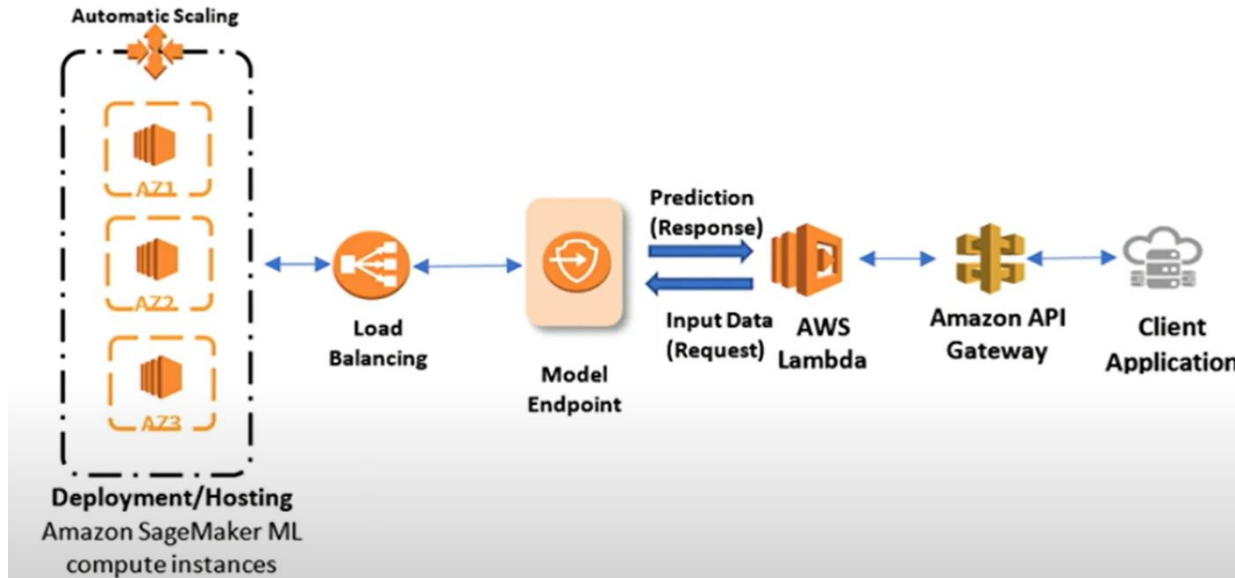 Automatic Scaling
AZ1
AZ2
AZ3
Deployment/Hosting
Amazon SageMaker ML
compute instances
Load
Balancing
Model
Endpoint
Prediction
(Response)
Input Data
(Request)
AWS
Lambda
Amazon API
Gateway
Client
Application